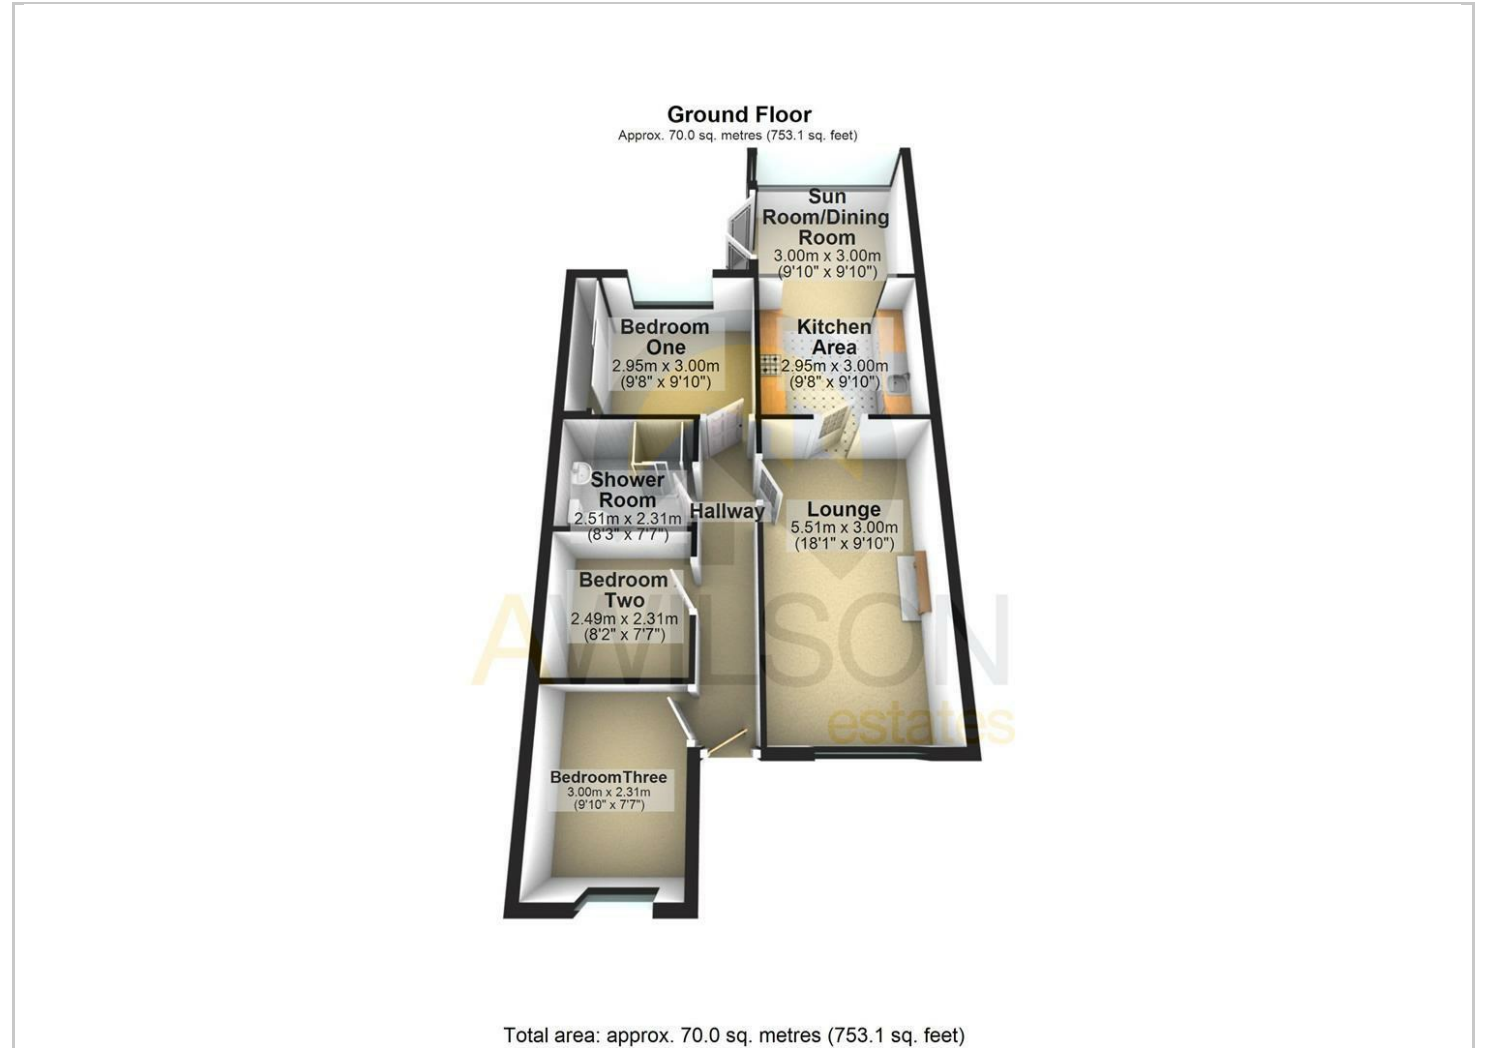 Ground Floor
Approx. 70.0 sq. metres (753.1 sq. feet)
Sun
Room/Dining
Room
3.00m x 3.00m
(9'10" x 9'10")
Bedroom
One
2.95m x 3.00m
(9'8" x 9'10")
Kitchen
Area
2.95m x 3.00m
(9'8" x 9'10")
Shower
Room
2.51m x 2.31m
(8'3" x 7'7")
Hallway
Lounge
5.51m x 3.00m
(18'1" x 9'10")
Bedroom
Two
2.49m x 2.31m
(8'2" x 7'7")
AWILSON
estates
BedroomThree
3.00m x 2.31m
(9'10" x 7'7")
Total area: approx. 70.0 sq. metres (753.1 sq. feet)